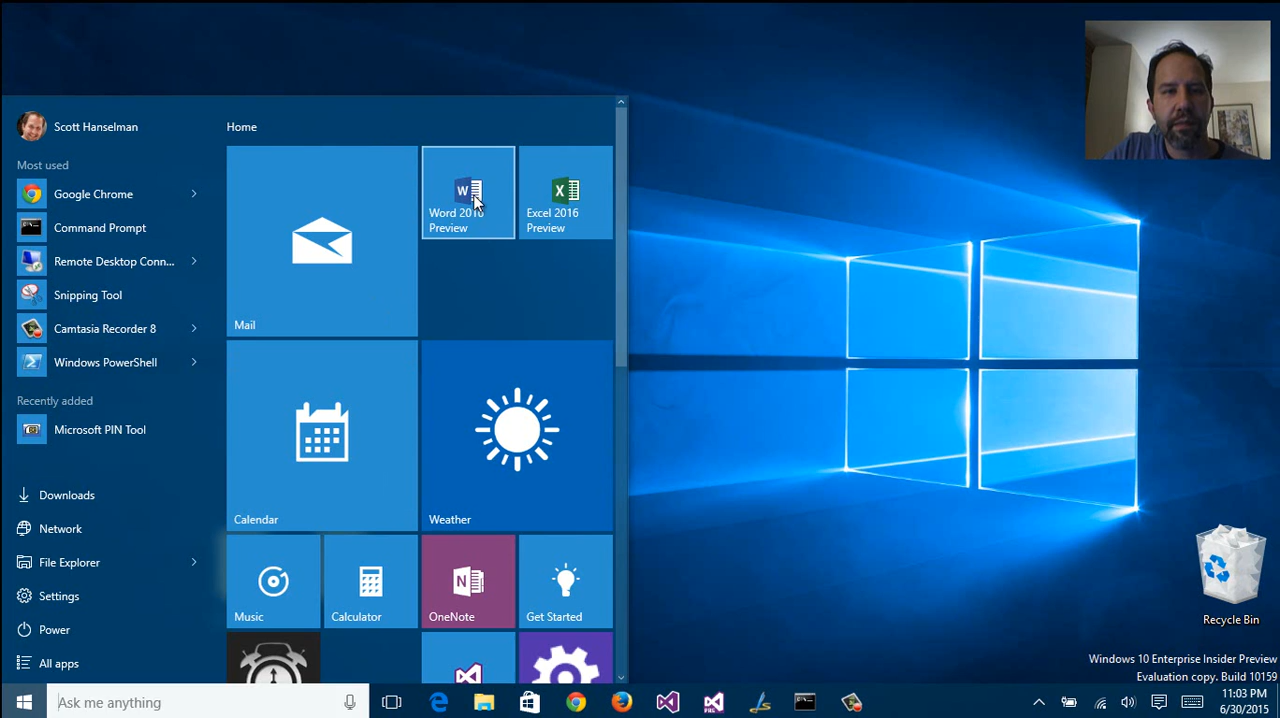 Scott Hanselman
Most used
Google Chrome
Command Prompt
Remote Desktop Conn...
Snipping Tool
Camtasia Recorder 8
Windows PowerShell
Recently added
Microsoft PIN Tool
Downloads
Network
File Explorer
Settings
Power
All apps
Home
Mail
Word 2016
Preview
Excel 2016
Preview
Calendar
Weather
Music
Calculator
OneNote
Get Started
Recycle Bin
Windows 10 Enterprise Insider Preview
Evaluation copy. Build 10159
Ask me anything
11:03 PM
6/30/2015